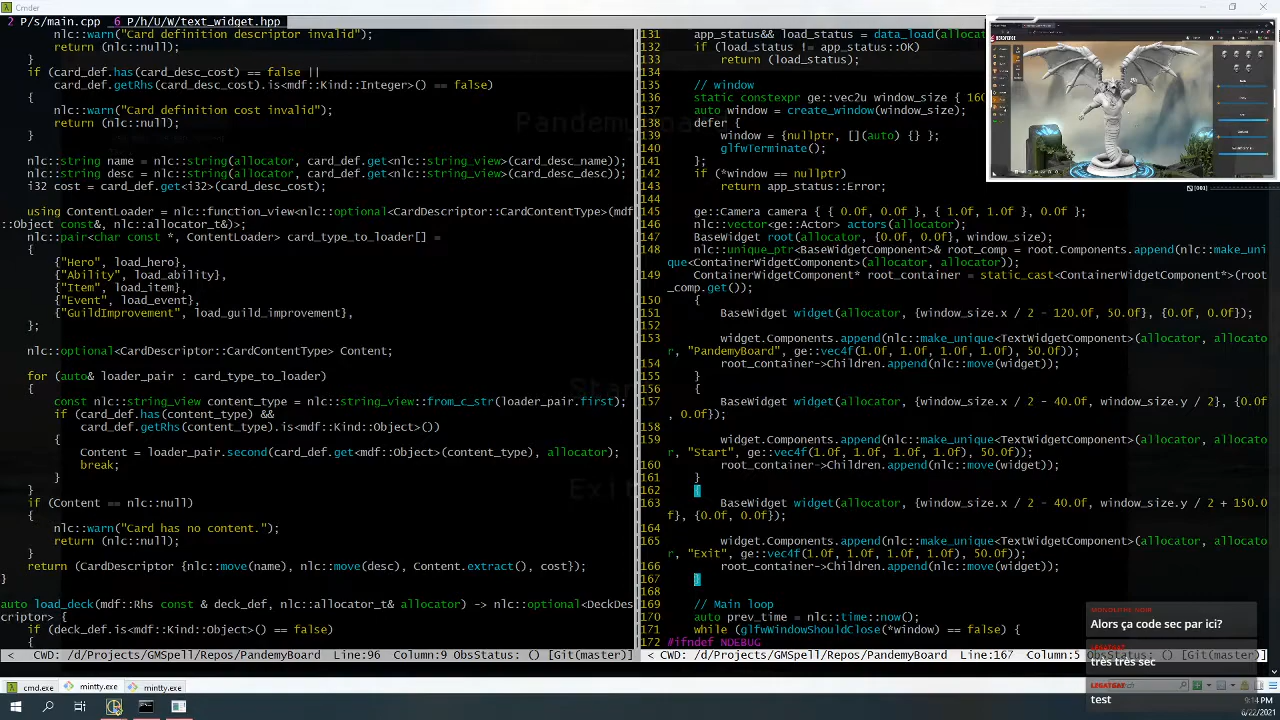 Cmder
2 P/s/main.cpp  6 P/h/U/W/text_widget.hpp
nlc::warn("Card definition descriptor invalid");
return (nlc::null);
}
if (card_def.has(card_desc_cost) == false ||
card_def.getRhs(card_desc_cost).is<mdf::Kind::Integer>() == false)
{
nlc::warn("Card definition cost invalid");
return (nlc::null);
}
nlc::string name = nlc::string(allocator, card_def.get<nlc::string_view>(card_desc_name));
nlc::string desc = nlc::string(allocator, card_def.get<nlc::string_view>(card_desc_desc));
i32 cost = card_def.get<i32>(card_desc_cost);
using ContentLoader = nlc::function_view<nlc::optional<CardDescriptor::CardContentType>(mdf
::Object const&, nlc::allocator_t&)>;
nlc::pair<char const *, ContentLoader> card_type_to_loader[] =
{
{"Hero", load_hero},
{"Ability", load_ability},
{"Item", load_item},
{"Event", load_event},
{"GuildImprovement", load_guild_improvement},
};
nlc::optional<CardDescriptor::CardContentType> Content;
for (auto& loader_pair : card_type_to_loader)
{
const nlc::string_view content_type = nlc::string_view::from_c_str(loader_pair.first);
if (card_def.has(content_type) &&
card_def.getRhs(content_type).is<mdf::Kind::Object>())
{
Content = loader_pair.second(card_def.get<mdf::Object>(content_type), allocator);
break;
}
}
if (Content == nlc::null)
{
nlc::warn("Card has no content.");
return (nlc::null);
}
return (CardDescriptor {nlc::move(name), nlc::move(desc), Content.extract(), cost});
}
auto load_deck(mdf::Rhs const & deck_def, nlc::allocator_t& allocator) -> nlc::optional<DeckDes
criptor> {
if (deck_def.is<mdf::Kind::Object>() == false)
< CWD: /d/Projects/GMSpell/Repos/PandemyBoard  Line:96  Column:9 ObsStatus: () [Git(master)]
131 app_status&& load_status = data_load(allocat
132 if (load_status != app_status::OK)
133 return (load_status);
134
135 // window
136 static constexpr ge::vec2u window_size { 160
137 auto window = create_window(window_size);
138 defer {
139 window = {nullptr, [](auto) {} };
140 glfwTerminate();
141 };
142 if (*window == nullptr)
143 return app_status::Error;
144
145 ge::Camera camera { { 0.0f, 0.0f }, { 1.0f, 1.0f }, 0.0f };
146 nlc::vector<ge::Actor> actors(allocator);
147 BaseWidget root(allocator, {0.0f, 0.0f}, window_size);
148 nlc::unique_ptr<BaseWidgetComponent>& root_comp = root.Components.append(nlc::make_uni
que<ContainerWidgetComponent>(allocator, allocator));
149 ContainerWidgetComponent* root_container = static_cast<ContainerWidgetComponent*>(root
_comp.get());
150 {
151 BaseWidget widget(allocator, {window_size.x / 2 - 120.0f, 50.0f}, {0.0f, 0.0f});
152
153 widget.Components.append(nlc::make_unique<TextWidgetComponent>(allocator, allocato
r, "PandemyBoard", ge::vec4f(1.0f, 1.0f, 1.0f, 1.0f), 50.0f));
154 root_container->Children.append(nlc::move(widget));
155 }
156 {
157 BaseWidget widget(allocator, {window_size.x / 2 - 40.0f, window_size.y / 2}, {0.0f
, 0.0f});
158
159 widget.Components.append(nlc::make_unique<TextWidgetComponent>(allocator, allocato
r, "Start", ge::vec4f(1.0f, 1.0f, 1.0f, 1.0f), 50.0f));
160 root_container->Children.append(nlc::move(widget));
161 }
162 {
163 BaseWidget widget(allocator, {window_size.x / 2 - 40.0f, window_size.y / 2 + 150.0
f}, {0.0f, 0.0f});
164
165 widget.Components.append(nlc::make_unique<TextWidgetComponent>(allocator, allocato
r, "Exit", ge::vec4f(1.0f, 1.0f, 1.0f, 1.0f), 50.0f));
166 root_container->Children.append(nlc::move(widget));
167 }
168
169 // Main loop
170 auto prev_time = nlc::time::now();
171 while (glfwWindowShouldClose(*window) == false) {
172 #ifndef NDEBUG
< CWD: /d/Projects/GMSpell/Repos/PandemyBoard  Line:167  Column:5 ObsStatus: () [Git(master)]
Alors ça code sec par ici?
très très sec
test
cmd.exe
mintty.exe
mintty.exe
9:14 PM
6/22/2021